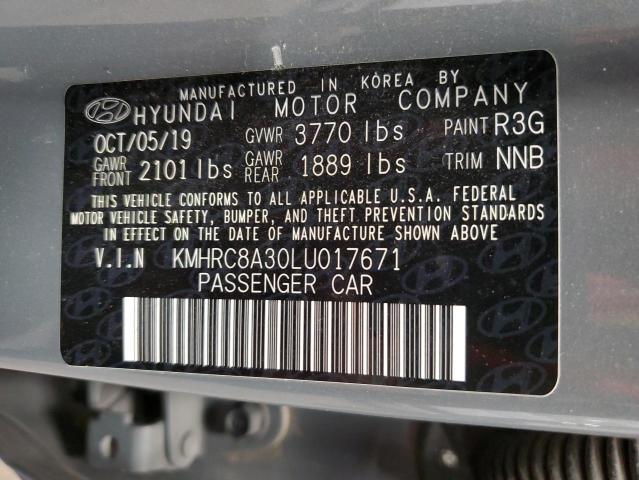 MANUFACTURED IN KOREA BY
HYUNDAI MOTOR COMPANY
OCT/05/19 GVWR 3770 lbs PAINT R3G
GAWR FRONT 2101 lbs GAWR REAR 1889 lbs TRIM NNB
THIS VEHICLE CONFORMS TO ALL APPLICABLE U.S.A. FEDERAL
MOTOR VEHICLE SAFETY, BUMPER, AND THEFT PREVENTION STANDARDS
IN EFFECT ON THE DATE OF MANUFACTURE SHOWN ABOVE
V.I.N KMHRC8A30LU017671
PASSENGER CAR